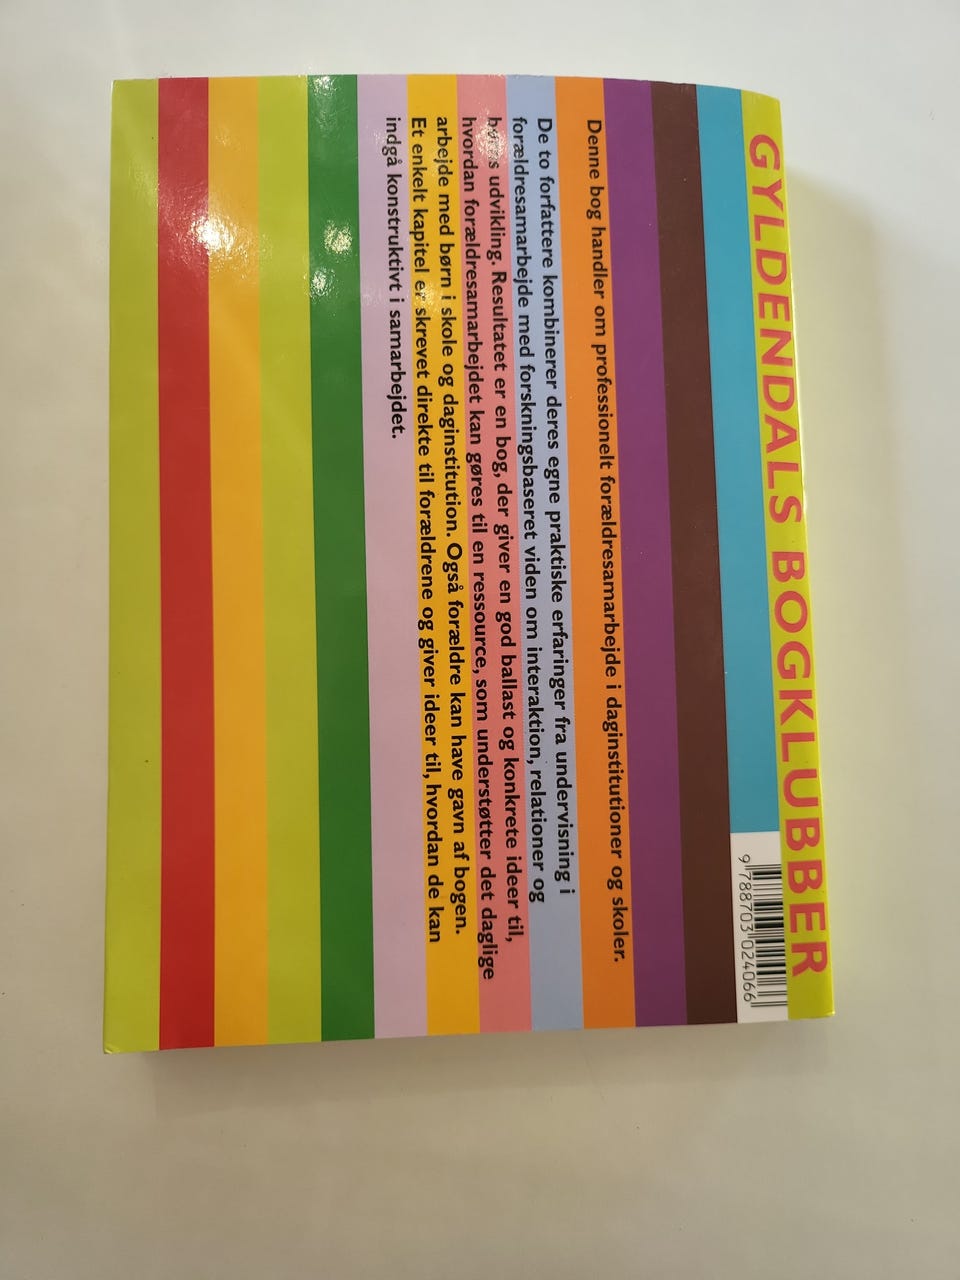 GYLDENDALS BOGKLUBBER
9 788703 024066
Denne bog handler om professionelt forældresamarbejde i daginstitutioner og skoler.
De to forfattere kombinerer deres egne praktiske erfaringer fra undervisning i
forældresamarbejde med forskningsbaseret viden om interaktion, relationer og
udvikling. Resultatet er en bog, der giver en god ballast og konkrete ideer til,
hvordan forældresamarbejdet kan gøres til en ressource, som understøtter det daglige
arbejde med børn i skole og daginstitution. Også forældre kan have gavn af bogen.
Et enkelt kapitel er skrevet direkte til forældrene og giver ideer til, hvordan de kan
indgå konstruktivt i samarbejdet.